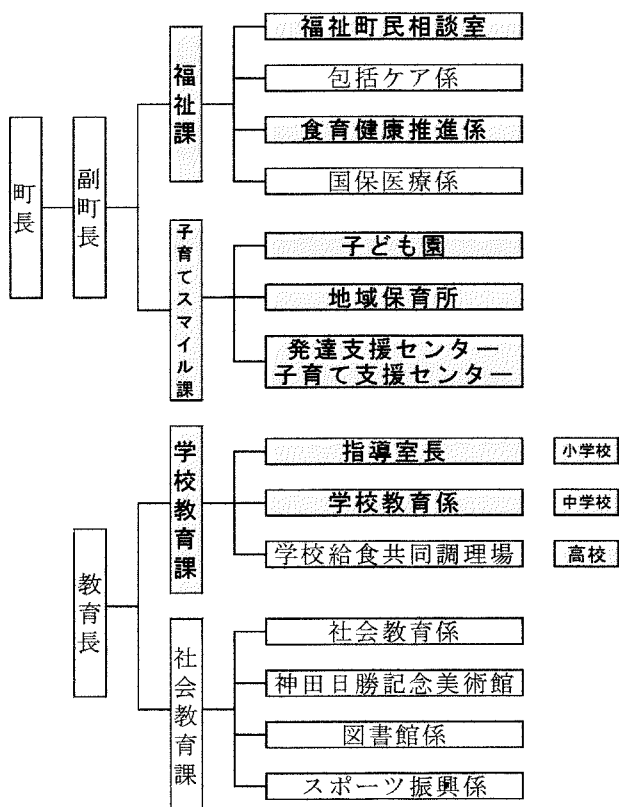 町長
副町長
福祉課
福祉町民相談室
包括ケア係
食育健康推進係
国保医療係
子育てスマイル課
子ども園
地域保育所
発達支援センター
子育て支援センター
教育長
学校教育課
指導室長
小学校
学校教育係
中学校
学校給食共同調理場
高校
社会教育課
社会教育係
神田日勝記念美術館
図書館係
スポーツ振興係